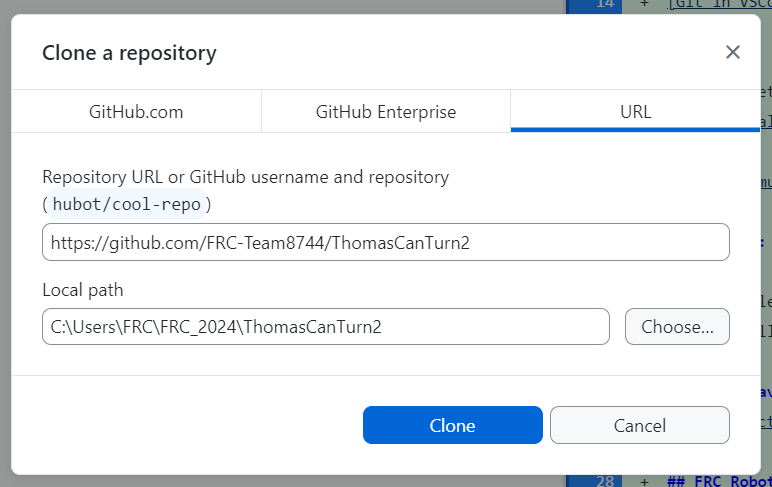 14 + [Git in VSCo
Clone a repository
GitHub.com GitHub Enterprise URL
Repository URL or GitHub username and repository
(hubot/cool-repo)
https://github.com/FRC-Team8744/ThomasCanTurn2
Local path
C:\Users\FRC\FRC_2024\ThomasCanTurn2 Choose...
Clone Cancel
28 + ## FRC Robot